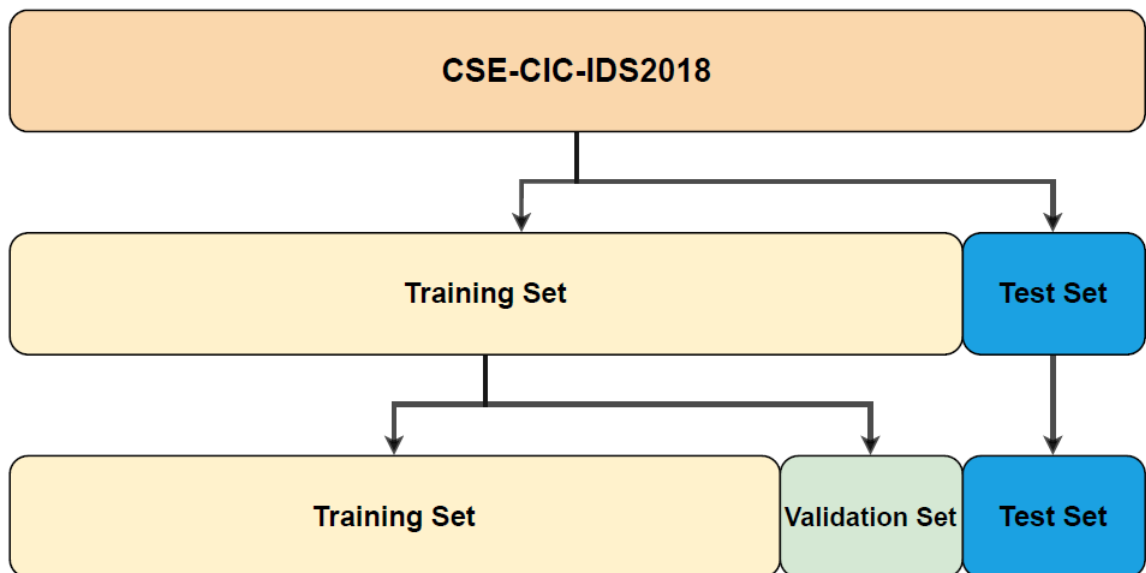 CSE-CIC-IDS2018
Training Set
Test Set
Training Set
Validation Set
Test Set